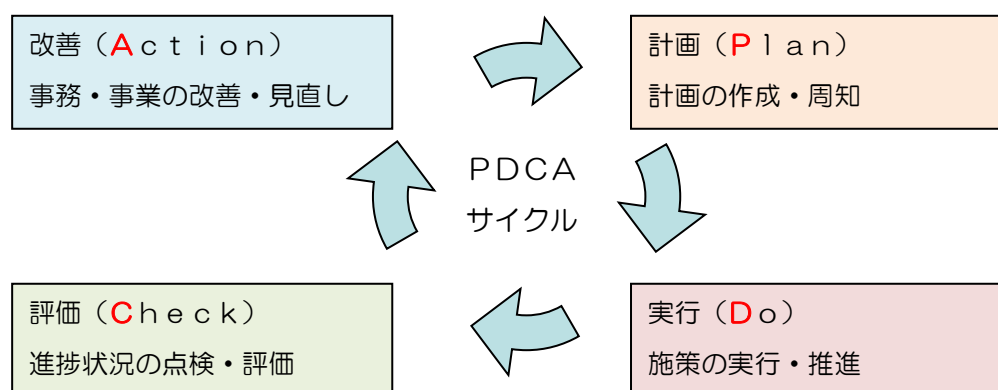 改善（Ａｃｔｉｏｎ）
事務・事業の改善・見直し
計画（Ｐｌａｎ）
計画の作成・周知
ＰＤＣＡ
サイクル
評価（Ｃｈｅｃｋ）
進捗状況の点検・評価
実行（Ｄｏ）
施策の実行・推進